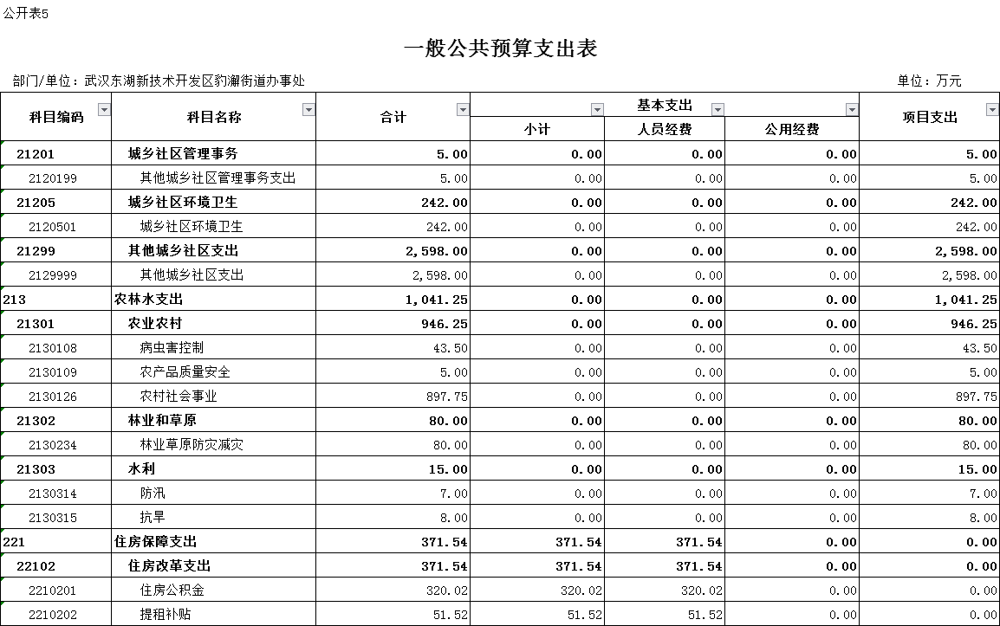 公开表5
一般公共预算支出表
部门/单位：武汉东湖新技术开发区豹澥街道办事处 单位：万元
科目编码 科目名称 合计 基本支出 项目支出
小计 人员经费 公用经费
21201 城乡社区管理事务 5.00 0.00 0.00 0.00 5.00
2120199 其他城乡社区管理事务支出 5.00 0.00 0.00 0.00 5.00
21205 城乡社区环境卫生 242.00 0.00 0.00 0.00 242.00
2120501 城乡社区环境卫生 242.00 0.00 0.00 0.00 242.00
21299 其他城乡社区支出 2,598.00 0.00 0.00 0.00 2,598.00
2129999 其他城乡社区支出 2,598.00 0.00 0.00 0.00 2,598.00
213 农林水支出 1,041.25 0.00 0.00 0.00 1,041.25
21301 农业农村 946.25 0.00 0.00 0.00 946.25
2130108 病虫害控制 43.50 0.00 0.00 0.00 43.50
2130109 农产品质量安全 5.00 0.00 0.00 0.00 5.00
2130126 农村社会事业 897.75 0.00 0.00 0.00 897.75
21302 林业和草原 80.00 0.00 0.00 0.00 80.00
2130234 林业草原防灾减灾 80.00 0.00 0.00 0.00 80.00
21303 水利 15.00 0.00 0.00 0.00 15.00
2130314 防汛 7.00 0.00 0.00 0.00 7.00
2130315 抗旱 8.00 0.00 0.00 0.00 8.00
221 住房保障支出 371.54 371.54 371.54 0.00 0.00
22102 住房改革支出 371.54 371.54 371.54 0.00 0.00
2210201 住房公积金 320.02 320.02 320.02 0.00 0.00
2210202 提租补贴 51.52 51.52 51.52 0.00 0.00